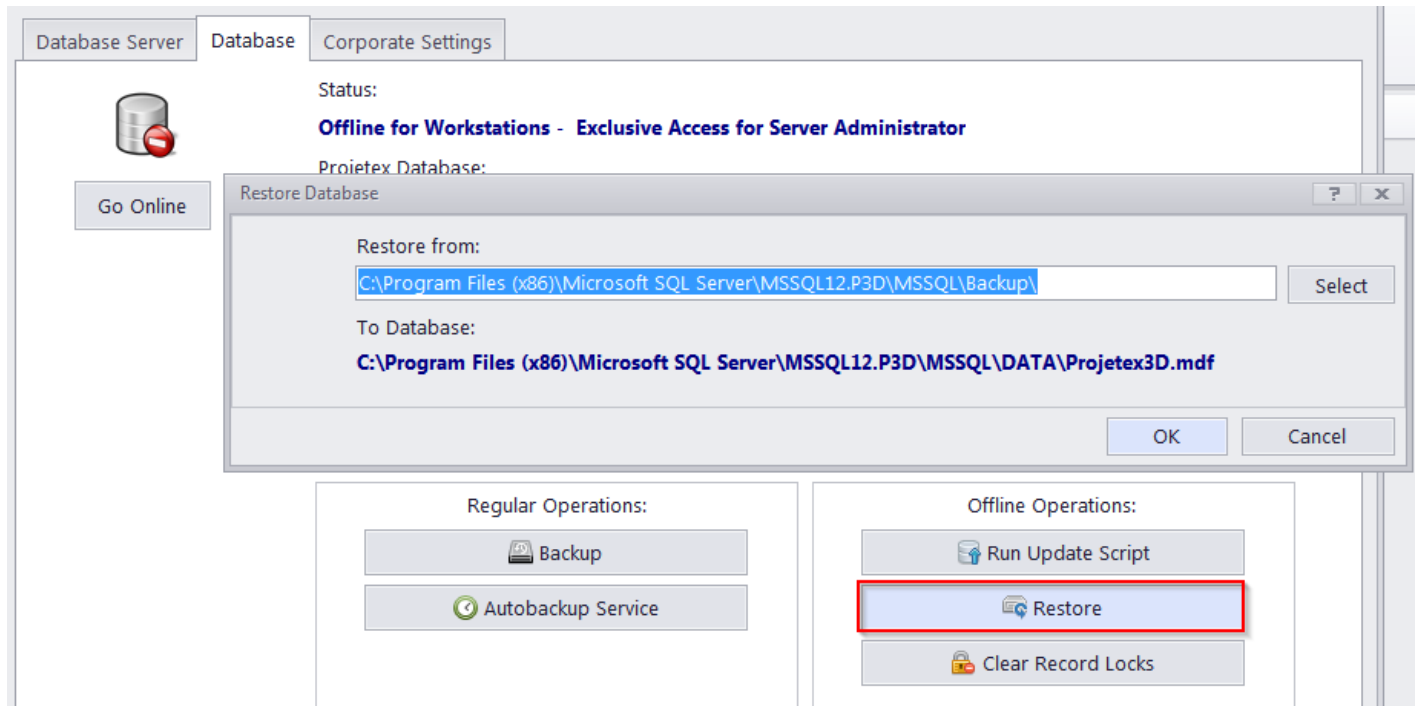 Database Server Database Corporate Settings
Status:
Offline for Workstations - Exclusive Access for Server Administrator
Projetex Database:
Go Online
Restore Database
Restore from:
C:\Program Files (x86)\Microsoft SQL Server\MSSQL12.P3D\MSSQL\Backup\
Select
To Database:
C:\Program Files (x86)\Microsoft SQL Server\MSSQL12.P3D\MSSQL\DATA\Projetex3D.mdf
OK Cancel
Regular Operations:
Backup
Autobackup Service
Offline Operations:
Run Update Script
Restore
Clear Record Locks